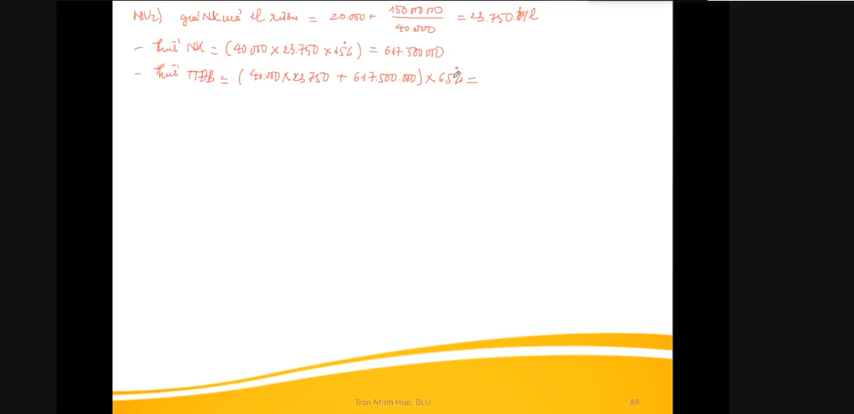 NV2) giá NK của 1l rượu = 20.000 + 150 000 000 / 40 000 = 23.750.đ/l
- Thuế NK = (40 000 × 23.750 × 65%) = 617.500 000
- Thuế TTĐB = (40.000 × 23 750 + 617.500.000) × 65% =
Tran Minh Hue, DLU
89